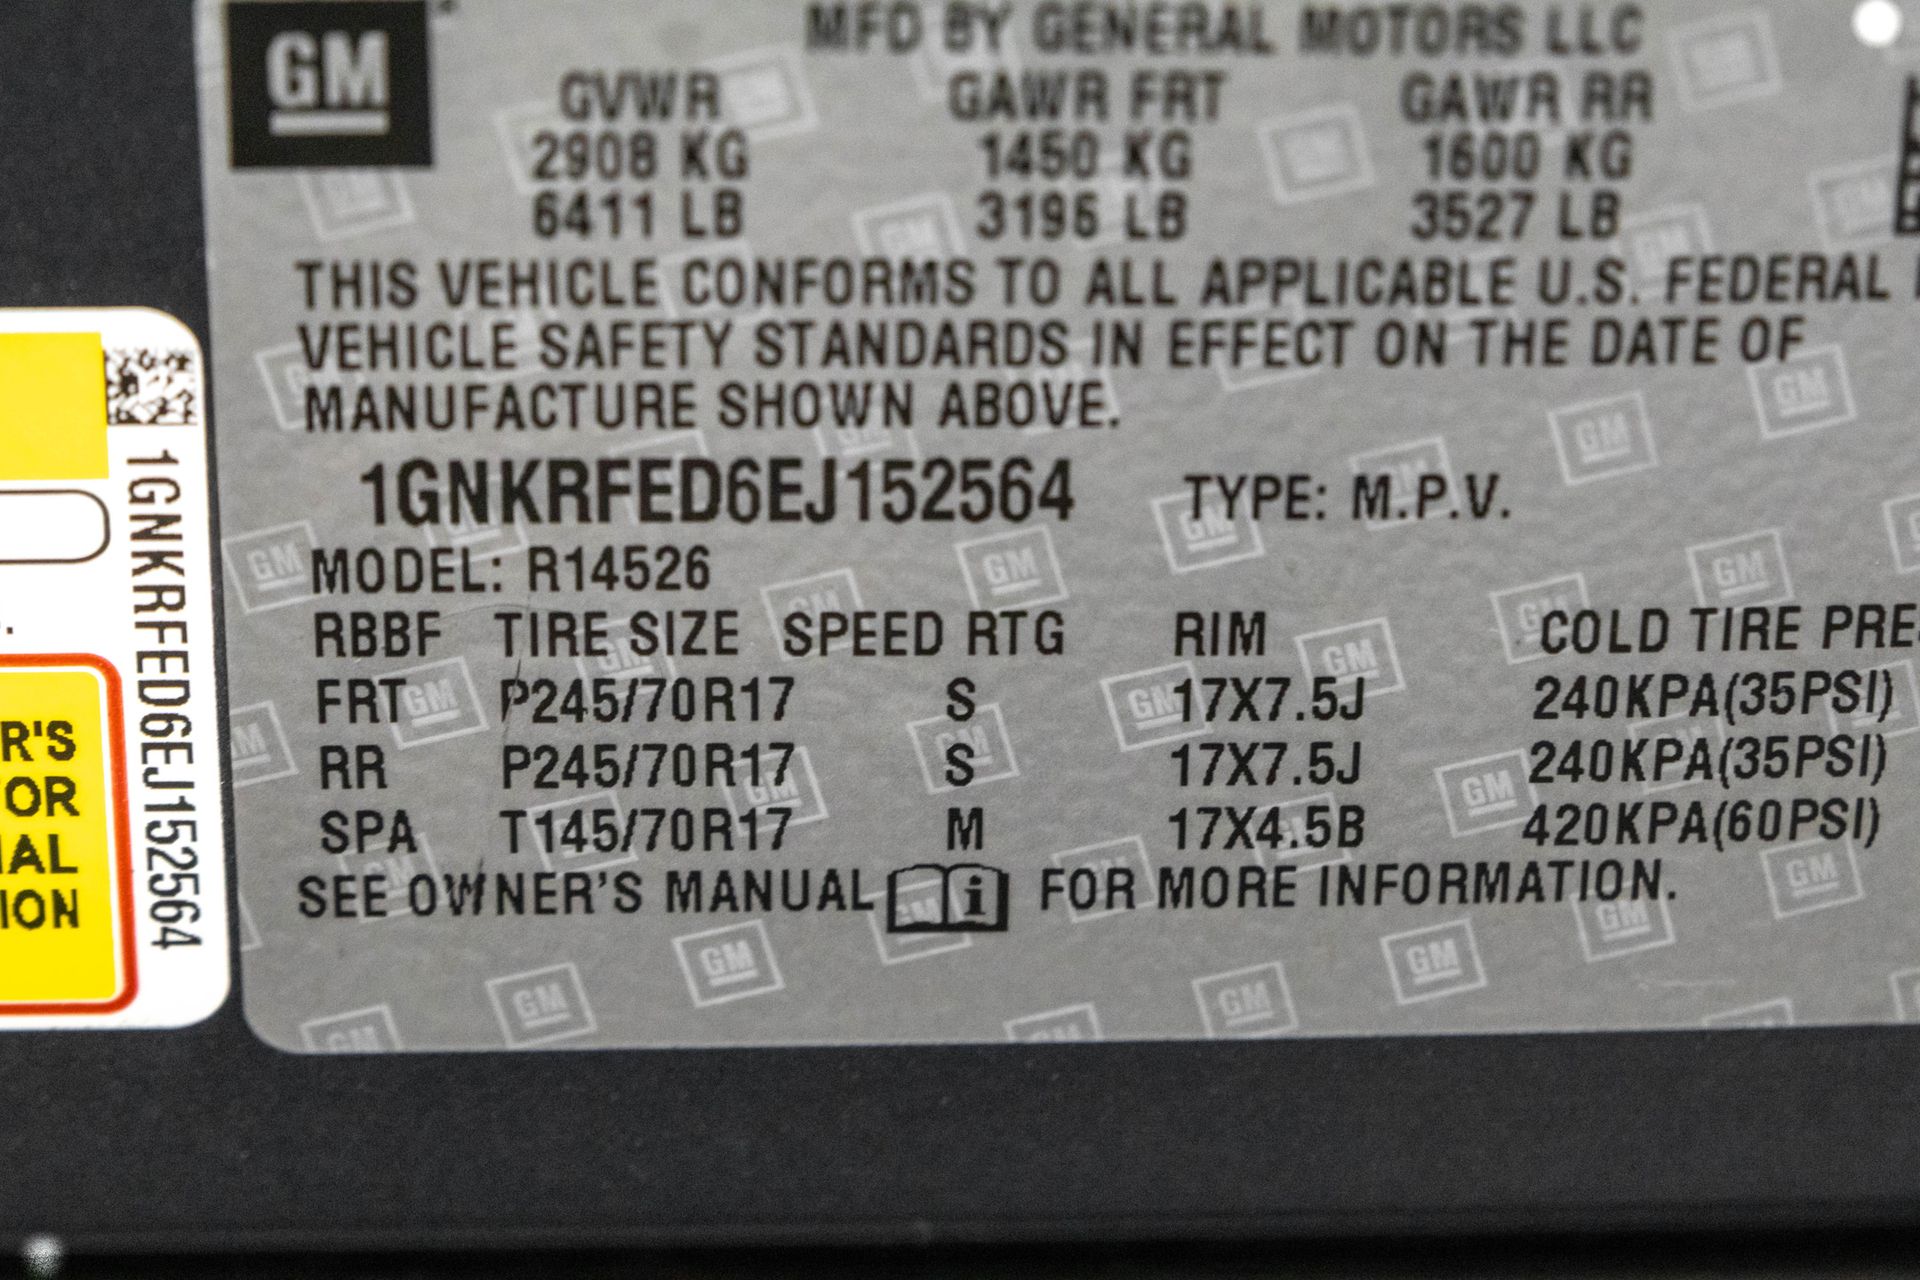 GM
MFD BY GENERAL MOTORS LLC
GVWR GAWR FRT GAWR RR
2908 KG 1450 KG 1600 KG
6411 LB 3196 LB 3527 LB
THIS VEHICLE CONFORMS TO ALL APPLICABLE U.S. FEDERAL
VEHICLE SAFETY STANDARDS IN EFFECT ON THE DATE OF
MANUFACTURE SHOWN ABOVE.
1GNKRFED6EJ152564 TYPE: M.P.V.
MODEL: R14526
RBBF TIRE SIZE SPEED RTG RIM COLD TIRE PRE
FRT P245/70R17 S 17X7.5J 240KPA(35PSI)
RR P245/70R17 S 17X7.5J 240KPA(35PSI)
SPA T145/70R17 M 17X4.5B 420KPA(60PSI)
SEE OWNER'S MANUAL i FOR MORE INFORMATION.
1GNKRFED6EJ152564
R'S
OR
IAL
ION